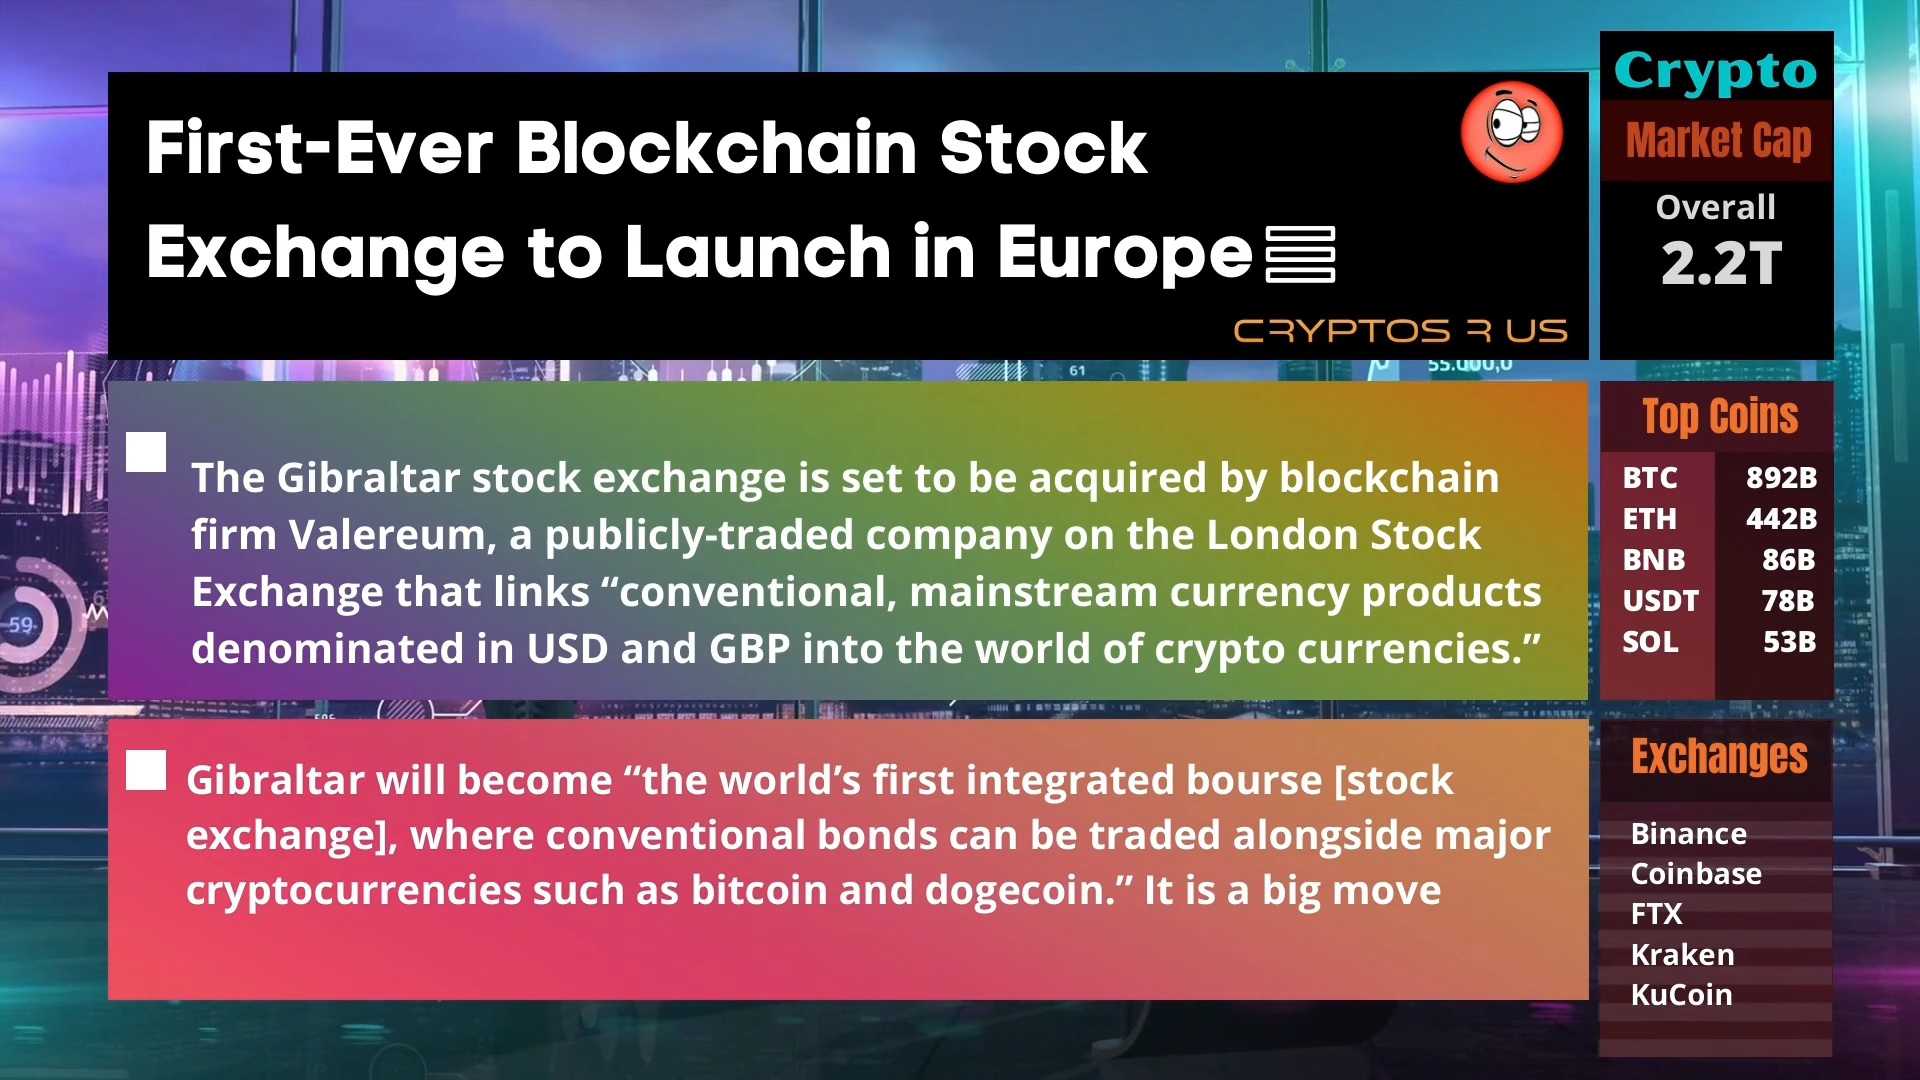 First-Ever Blockchain Stock
Exchange to Launch in Europe
CRYPTOS R US
The Gibraltar stock exchange is set to be acquired by blockchain
firm Valereum, a publicly-traded company on the London Stock
Exchange that links “conventional, mainstream currency products
denominated in USD and GBP into the world of crypto currencies.”
Gibraltar will become “the world’s first integrated bourse [stock
exchange], where conventional bonds can be traded alongside major
cryptocurrencies such as bitcoin and dogecoin.” It is a big move
Crypto
Market Cap
Overall
2.2T
Top Coins
BTC 892B
ETH 442B
BNB 86B
USDT 78B
SOL 53B
Exchanges
Binance
Coinbase
FTX
Kraken
KuCoin
61
55.000,0
59